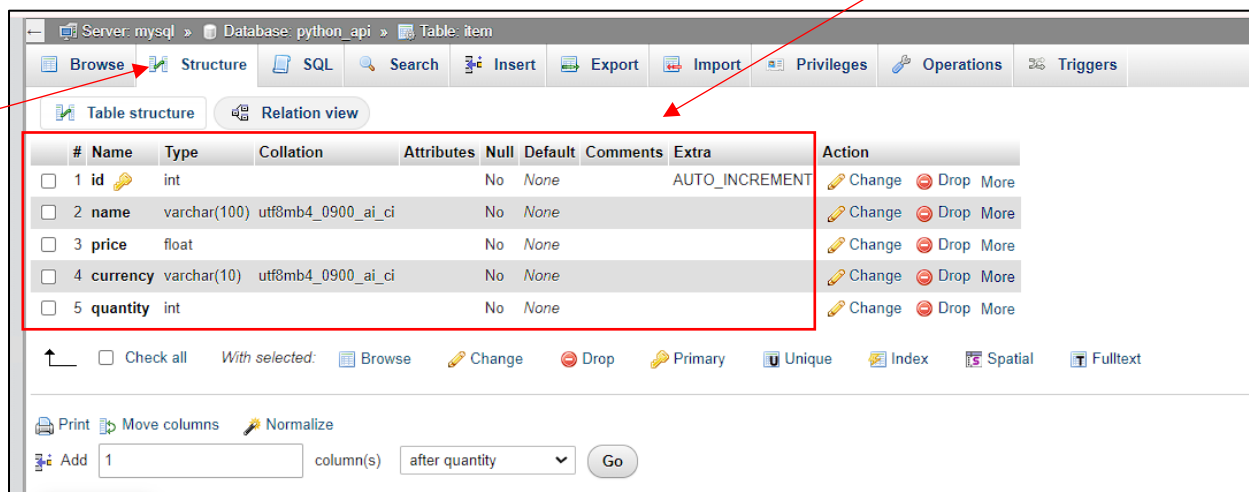 ← Server: mysql » Database: python_api » Table: item
Browse Structure SQL Search Insert Export Import Privileges Operations Triggers
Table structure Relation view
# Name Type Collation Attributes Null Default Comments Extra Action
1 id int No None AUTO_INCREMENT Change Drop More
2 name varchar(100) utf8mb4_0900_ai_ci No None Change Drop More
3 price float No None Change Drop More
4 currency varchar(10) utf8mb4_0900_ai_ci No None Change Drop More
5 quantity int No None Change Drop More
Check all With selected: Browse Change Drop Primary U Unique Index S Spatial T Fulltext
Print Move columns Normalize
Add 1 column(s) after quantity Go